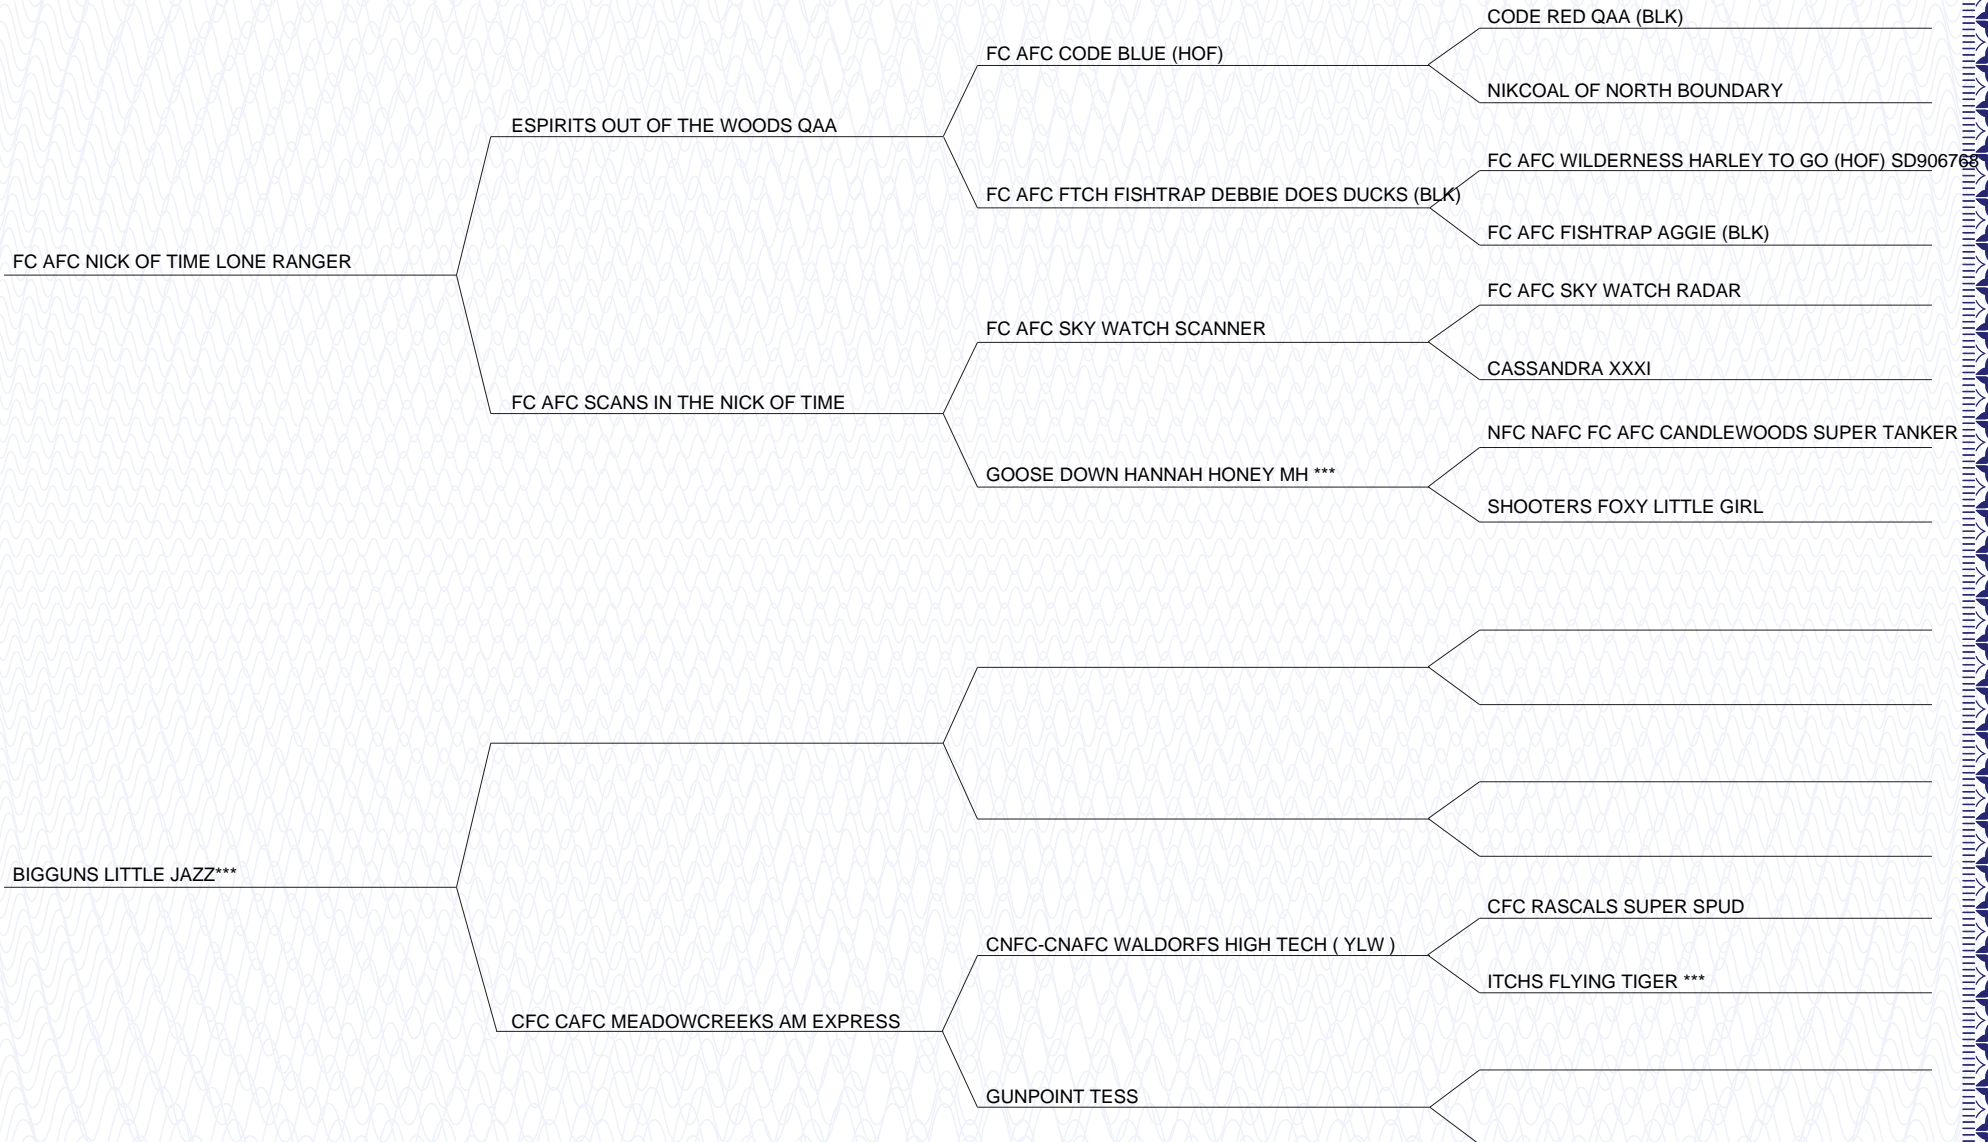 CODE RED QAA (BLK)
FC AFC CODE BLUE (HOF)
NIKCOAL OF NORTH BOUNDARY
ESPIRITS OUT OF THE WOODS QAA
FC AFC WILDERNESS HARLEY TO GO (HOF) SD906768
FC AFC FTCH FISHTRAP DEBBIE DOES DUCKS (BLK)
FC AFC FISHTRAP AGGIE (BLK)
FC AFC NICK OF TIME LONE RANGER
FC AFC SKY WATCH RADAR
FC AFC SKY WATCH SCANNER
CASSANDRA XXXI
FC AFC SCANS IN THE NICK OF TIME
NFC NAFC FC AFC CANDLEWOODS SUPER TANKER
GOOSE DOWN HANNAH HONEY MH ***
SHOOTERS FOXY LITTLE GIRL
BIGGUNS LITTLE JAZZ***
CFC RASCALS SUPER SPUD
CNFC-CNAFC WALDORFS HIGH TECH ( YLW )
ITCHS FLYING TIGER ***
CFC CAFC MEADOWCREEKS AM EXPRESS
GUNPOINT TESS